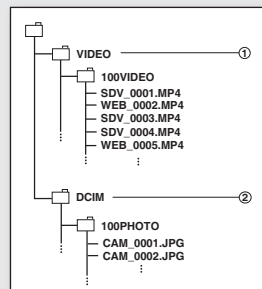 VIDEO ①
100VIDEO
SDV_0001.MP4
WEB_0002.MP4
SDV_0003.MP4
SDV_0004.MP4
WEB_0005.MP4
DCIM ②
100PHOTO
CAM_0001.JPG
CAM_0002.JPG